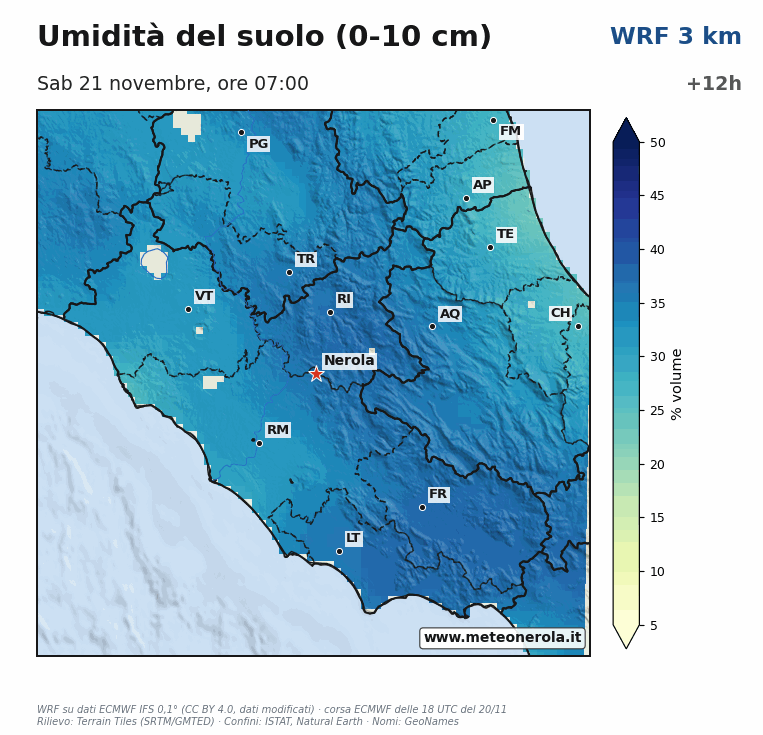 Umidità del suolo (0-10 cm)
WRF 3 km
Sab 21 novembre, ore 07:00
+12h
FM
PG
AP
TE
TR
VT
RI
AQ
CH
Nerola
RM
FR
LT
www.meteonerola.it
50
45
40
35
30
25
20
15
10
5
% volume
WRF su dati ECMWF IFS 0,1° (CC BY 4.0, dati modificati) · corsa ECMWF delle 18 UTC del 20/11
Rilievo: Terrain Tiles (SRTM/GMTED) · Confini: ISTAT, Natural Earth · Nomi: GeoNames